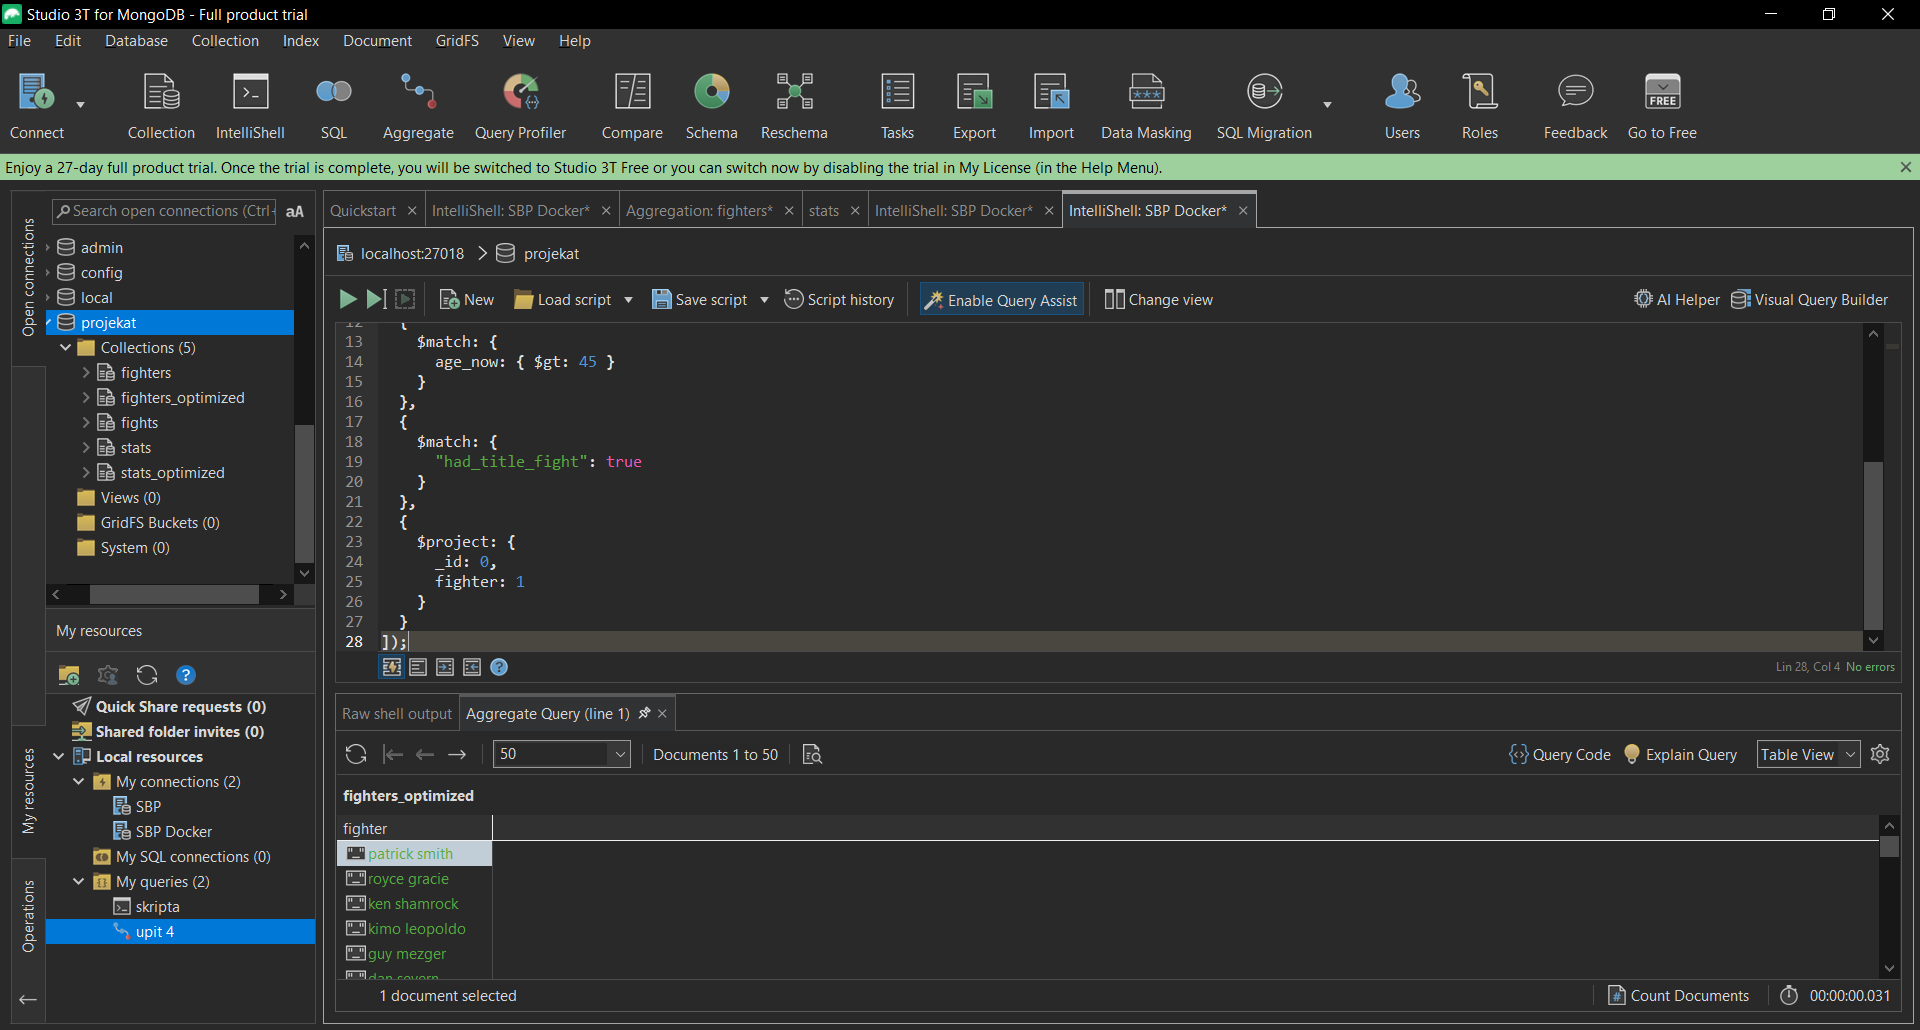 Studio 3T for MongoDB - Full product trial
File Edit Database Collection Index Document GridFS View Help
Connect Collection IntelliShell SQL Aggregate Query Profiler Compare Schema Reschema Tasks Export Import Data Masking SQL Migration Users Roles Feedback Go to Free
FREE
Enjoy a 27-day full product trial. Once the trial is complete, you will be switched to Studio 3T Free or you can switch now by disabling the trial in My License (in the Help Menu).
Open connections
Search open connections (Ctrl+ aA
admin
config
local
projekat
Collections (5)
fighters
fighters_optimized
fights
stats
stats_optimized
Views (0)
GridFS Buckets (0)
System (0)
My resources
My resources
Quick Share requests (0)
Shared folder invites (0)
Local resources
My connections (2)
SBP
SBP Docker
My SQL connections (0)
My queries (2)
skripta
upit 4
Operations
Quickstart IntelliShell: SBP Docker* Aggregation: fighters* stats IntelliShell: SBP Docker* IntelliShell: SBP Docker*
localhost:27018 projekat
New Load script Save script Script history Enable Query Assist Change view AI Helper Visual Query Builder
12 {
13 $match: {
14 age_now: { $gt: 45 }
15 }
16 },
17 {
18 $match: {
19 "had_title_fight": true
20 }
21 },
22 {
23 $project: {
24 _id: 0,
25 fighter: 1
26 }
27 }
28 ]);
Lin 28, Col 4 No errors
Raw shell output Aggregate Query (line 1)
50 Documents 1 to 50 Query Code Explain Query Table View
fighters_optimized
fighter
patrick smith
royce gracie
ken shamrock
kimo leopoldo
guy mezger
dan severn
1 document selected Count Documents 00:00:00.031